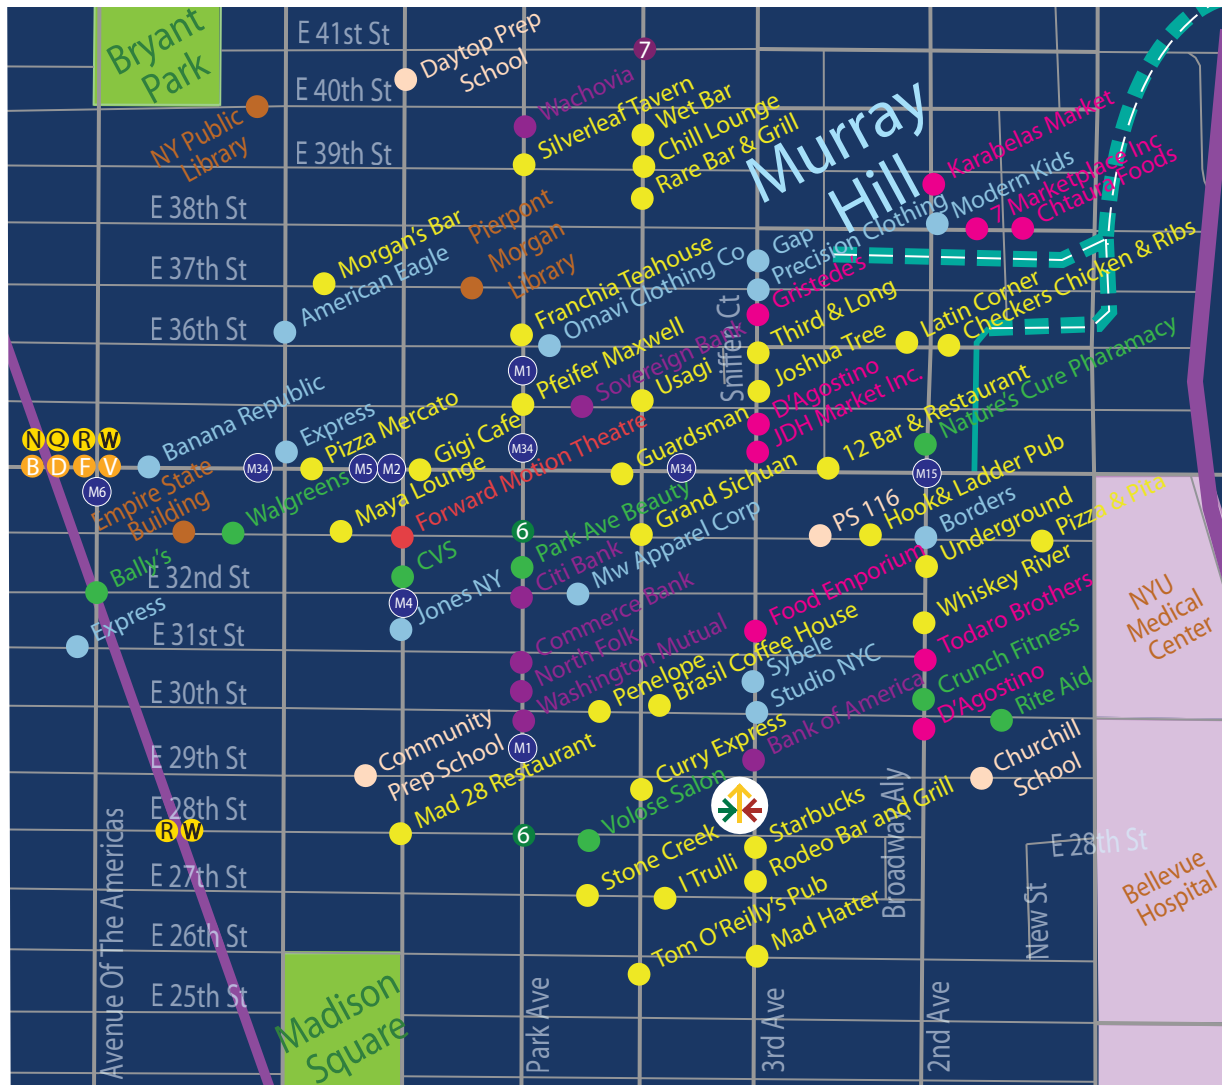 E 41st St
Bryant
Park
Daytop Prep
School
7
E 40th St
Wachovia
NY Public
Library
Silverleaf Tavern
Wet Bar
Chill Lounge
Rare Bar & Grill
E 39th St
Murray
Hill
Karabelas Market
Modern Kids
7 Marketplace Inc
Chtaura Foods
E 38th St
Morgan's Bar
American Eagle
Pierpont
Morgan
Library
E 37th St
Franchia Teahouse
Omavi Clothing Co
Gap
Precision Clothing
Gristede's
Third & Long
Joshua Tree
Latin Corner
Checkers Chicken & Ribs
E 36th St
Sniffen Ct
M1
Pfeifer Maxwell
Sovereign Bank
Usagi
D'Agostino
JDH Market Inc.
Nature's Cure Pharamacy
12 Bar & Restaurant
N
Q
R
W
B
D
F
V
M6
Banana Republic
M34
Express
Pizza Mercato
M5
M2
Gigi Cafe
M34
Guardsman
M34
M15
Empire State
Building
Walgreens
Maya Lounge
Forward Motion Theatre
6
Park Ave Beauty
Grand Sichuan
PS 116
Hook& Ladder Pub
Borders
Underground
Pizza & Pita
Bally's
E 32nd St
CVS
Citi Bank
Mw Apparel Corp
Whiskey River
NYU
Medical
Center
Express
E 31st St
M4
Jones NY
Commerce Bank
North Folk
Washington Mutual
Food Emporium
Todaro Brothers
E 30th St
Penelope
Brasil Coffee House
Sybele
Studio NYC
Crunch Fitness
D'Agostino
Rite Aid
Community
Prep School
M1
Bank of America
E 29th St
Curry Express
Churchill
School
Mad 28 Restaurant
6
Volose Salon
E 28th St
R
W
Starbucks
Rodeo Bar and Grill
Broadway Aly
E 28th St
Stone Creek
I Trulli
E 27th St
Bellevue
Hospital
New St
Tom O'Reilly's Pub
Mad Hatter
E 26th St
E 25th St
Madison
Square
Avenue Of The Americas
Park Ave
3rd Ave
2nd Ave